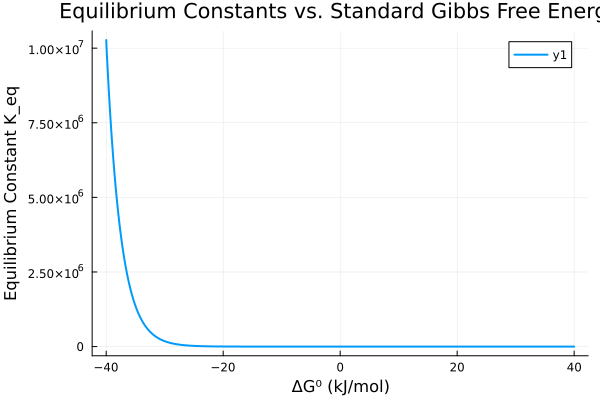 Equilibrium Constants vs. Standard Gibbs Free Energ
y1
1.00×10⁷
7.50×10⁶
5.00×10⁶
2.50×10⁶
0
Equilibrium Constant K_eq
−40
−20
0
20
40
ΔG⁰ (kJ/mol)